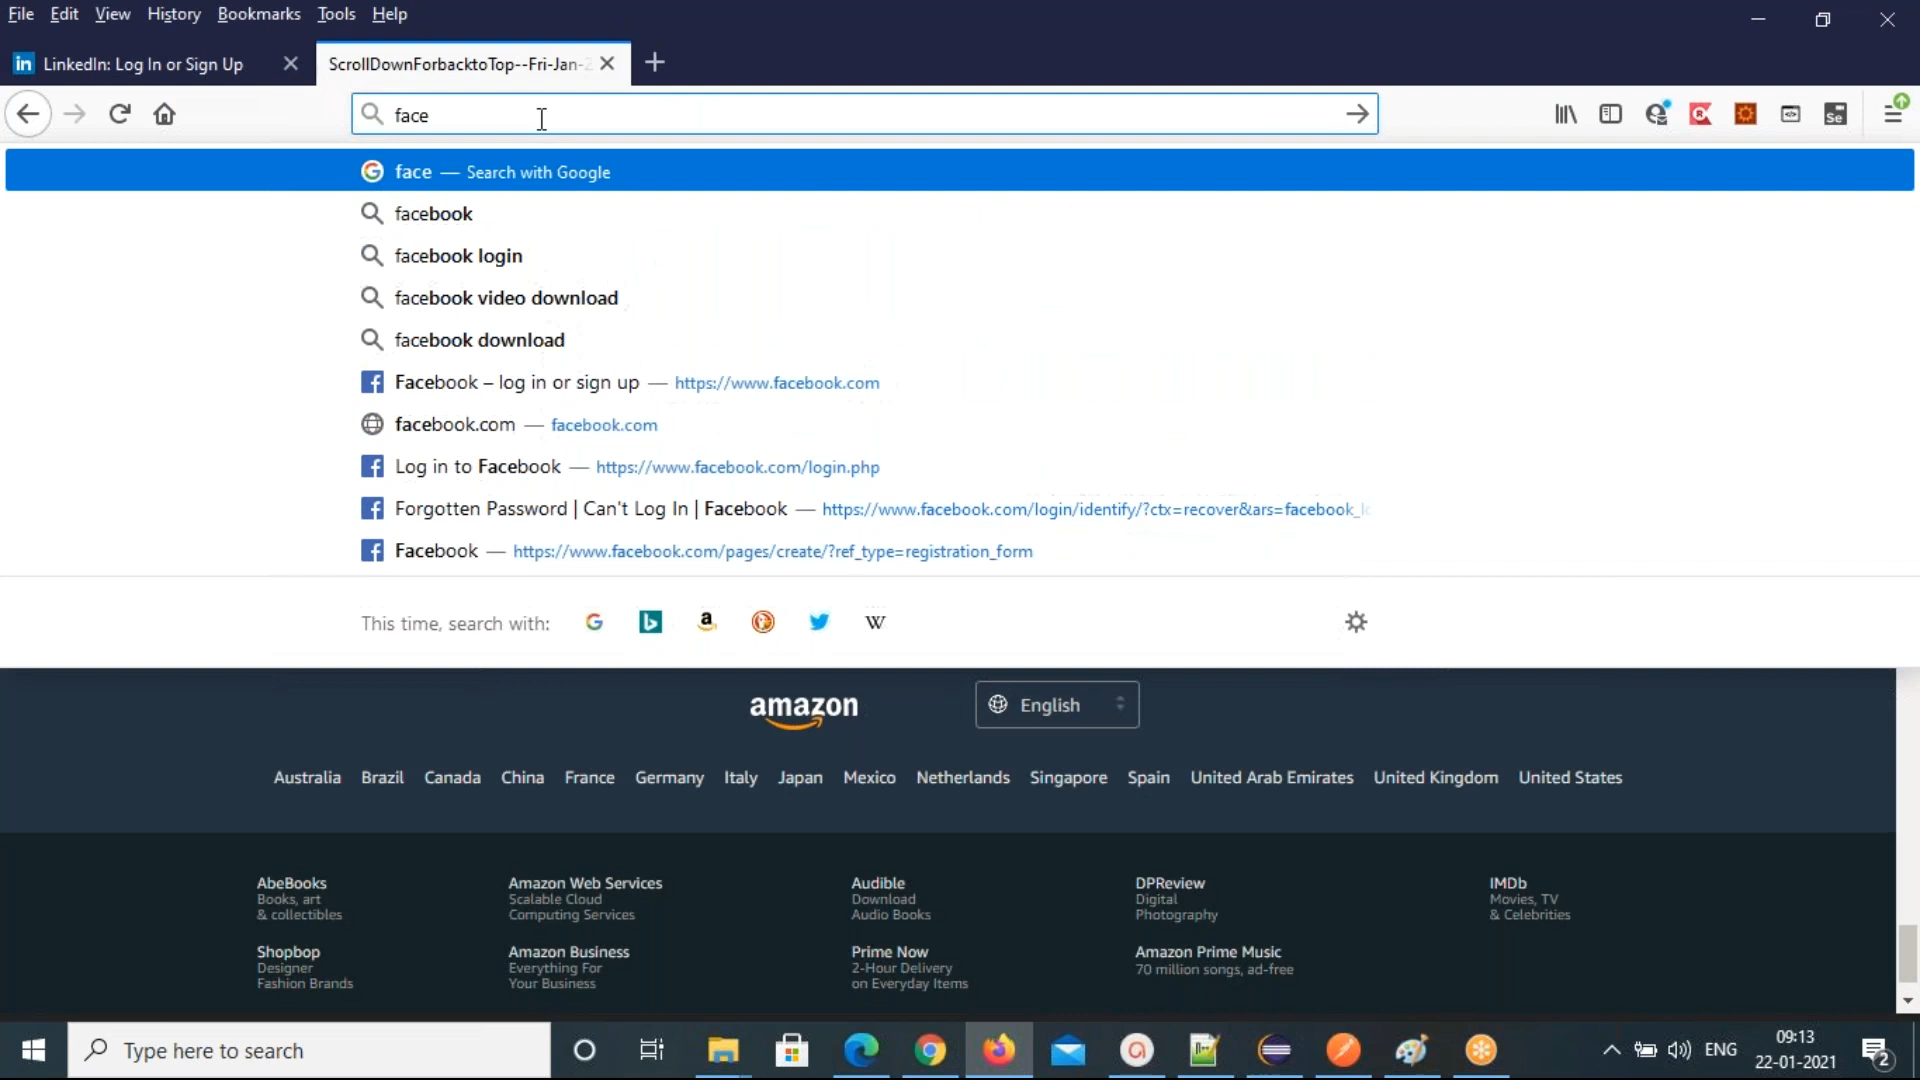 File Edit View History Bookmarks Tools Help
LinkedIn: Log In or Sign Up
ScrollDownForbacktoTop--Fri-Jan-2
face
face — Search with Google
facebook
facebook login
facebook video download
facebook download
Facebook – log in or sign up — https://www.facebook.com
facebook.com — facebook.com
Log in to Facebook — https://www.facebook.com/login.php
Forgotten Password | Can't Log In | Facebook — https://www.facebook.com/login/identify/?ctx=recover&ars=facebook_lo
Facebook — https://www.facebook.com/pages/create/?ref_type=registration_form
This time, search with:
amazon English
Australia Brazil Canada China France Germany Italy Japan Mexico Netherlands Singapore Spain United Arab Emirates United Kingdom United States
AbeBooks
Books, art
& collectibles
Amazon Web Services
Scalable Cloud
Computing Services
Audible
Download
Audio Books
DPReview
Digital
Photography
IMDb
Movies, TV
& Celebrities
Shopbop
Designer
Fashion Brands
Amazon Business
Everything For
Your Business
Prime Now
2-Hour Delivery
on Everyday Items
Amazon Prime Music
70 million songs, ad-free
Type here to search
ENG
09:13
22-01-2021
2